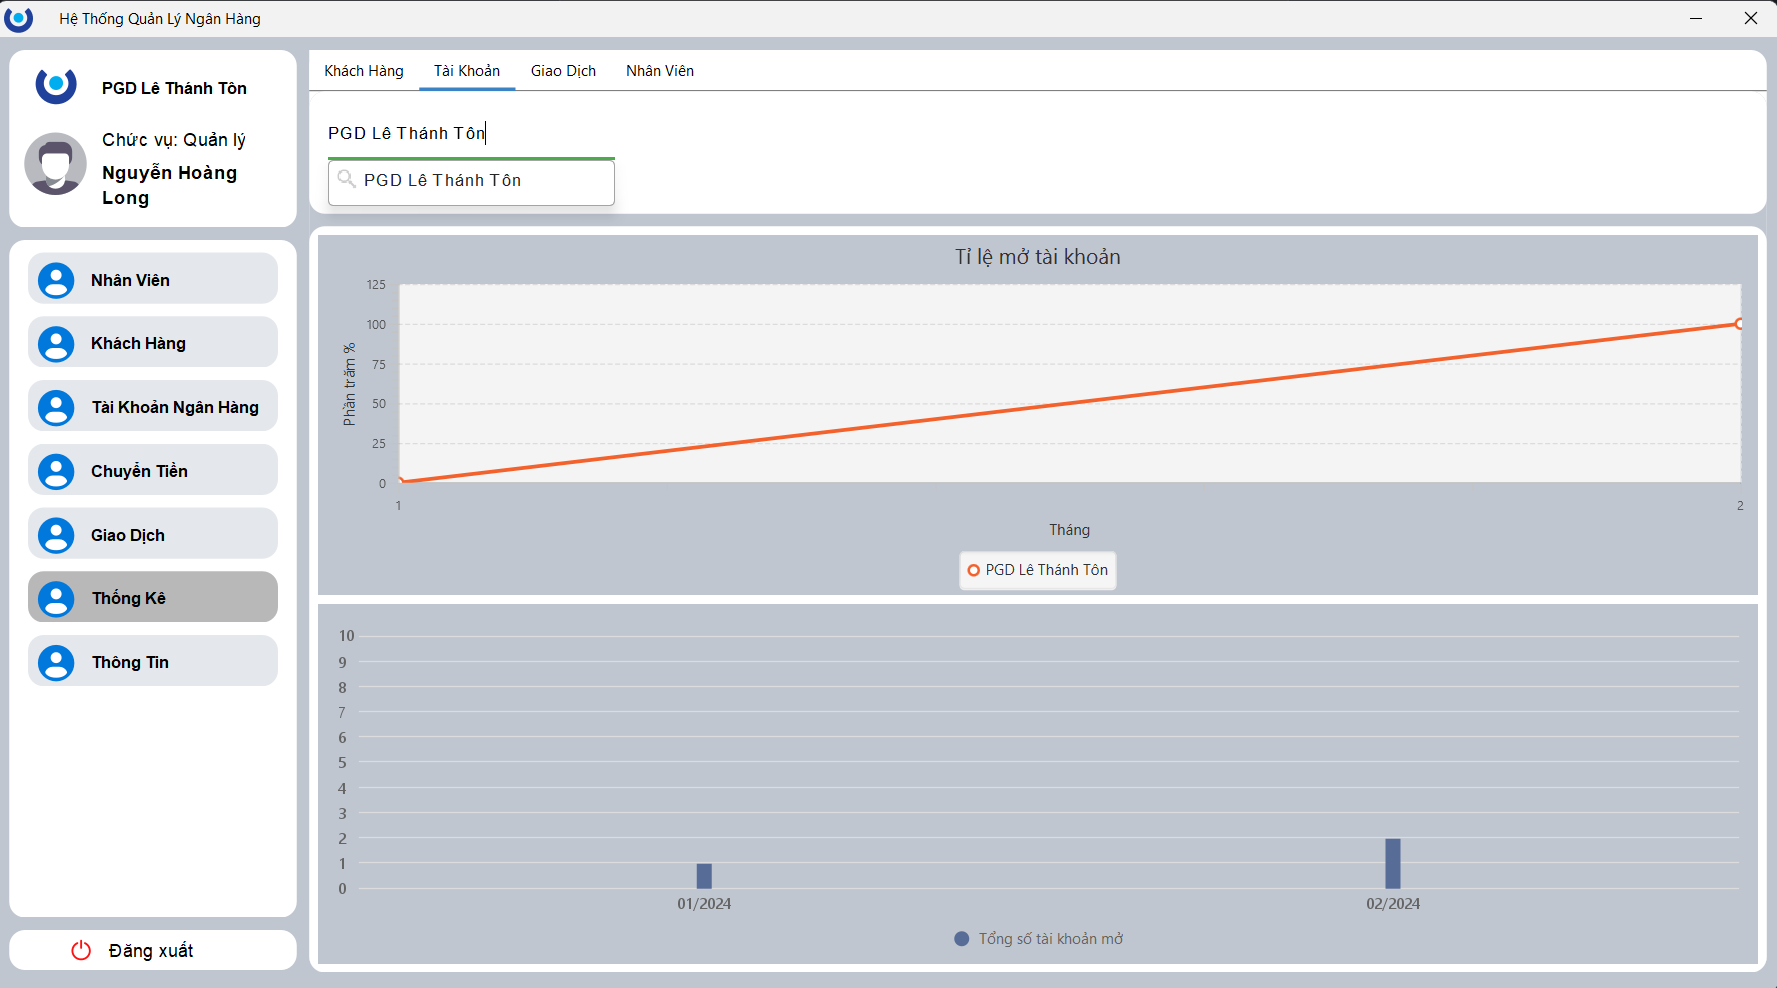 Hệ Thống Quản Lý Ngân Hàng
PGD Lê Thánh Tôn
Chức vụ: Quản lý
Nguyễn Hoàng
Long
Nhân Viên
Khách Hàng
Tài Khoản Ngân Hàng
Chuyển Tiền
Giao Dịch
Thống Kê
Thông Tin
Đăng xuất
Khách Hàng Tài Khoản Giao Dịch Nhân Viên
PGD Lê Thánh Tôn
PGD Lê Thánh Tôn
Tỉ lệ mở tài khoản
Phần trăm %
125
100
75
50
25
0
1 2
Tháng
PGD Lê Thánh Tôn
10
9
8
7
6
5
4
3
2
1
0
01/2024 02/2024
Tổng số tài khoản mở